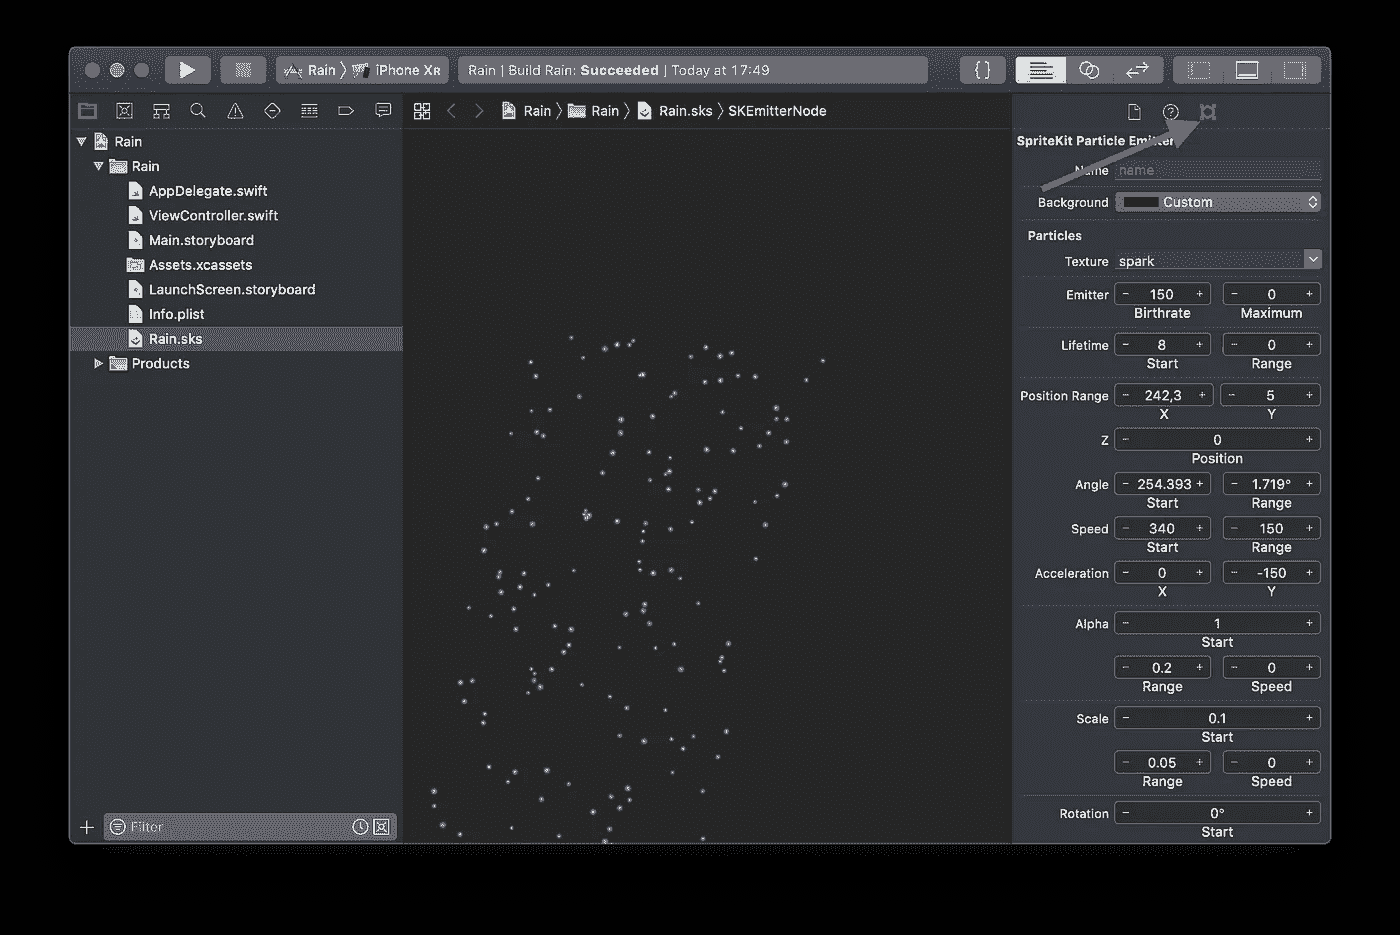 Rain 〉 iPhone XR
Rain | Build Rain: Succeeded | Today at 17:49
{}
Rain 〉 Rain 〉 Rain.sks 〉 SKEmitterNode
Rain
Rain
AppDelegate.swift
ViewController.swift
Main.storyboard
Assets.xcassets
LaunchScreen.storyboard
Info.plist
Rain.sks
Products
Filter
SpriteKit Particle Emitter
Name name
Background Custom
Particles
Texture spark
Emitter − 150 + − 0 +
Birthrate Maximum
Lifetime − 8 + − 0 +
Start Range
Position Range − 242,3 + − 5 +
X Y
Z − 0 +
Position
Angle − 254.393 + − 1.719° +
Start Range
Speed − 340 + − 150 +
Start Range
Acceleration − 0 + − -150 +
X Y
Alpha − 1 +
Start
− 0.2 + − 0 +
Range Speed
Scale − 0.1 +
Start
− 0.05 + − 0 +
Range Speed
Rotation − 0° +
Start